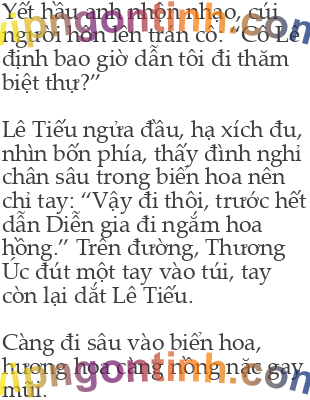 Yết hầu anh nhộn nhạo, cúi
người hôn lên trán cô: “Cô Lê
định bao giờ dẫn tôi đi thăm
biệt thự?”
Lê Tiếu ngửa đầu, hạ xích đu,
nhìn bốn phía, thấy đình nghỉ
chân sâu trong biển hoa nên
chỉ tay: “Vậy đi thôi, trước hết
dẫn Diễn gia đi ngắm hoa
hồng.” Trên đường, Thương
Úc đút một tay vào túi, tay
còn lại dắt Lê Tiếu.
Càng đi sâu vào biển hoa,
hương hoa càng nồng nặc gay
mũi.
vipngontinh.com
vipngontinh.com